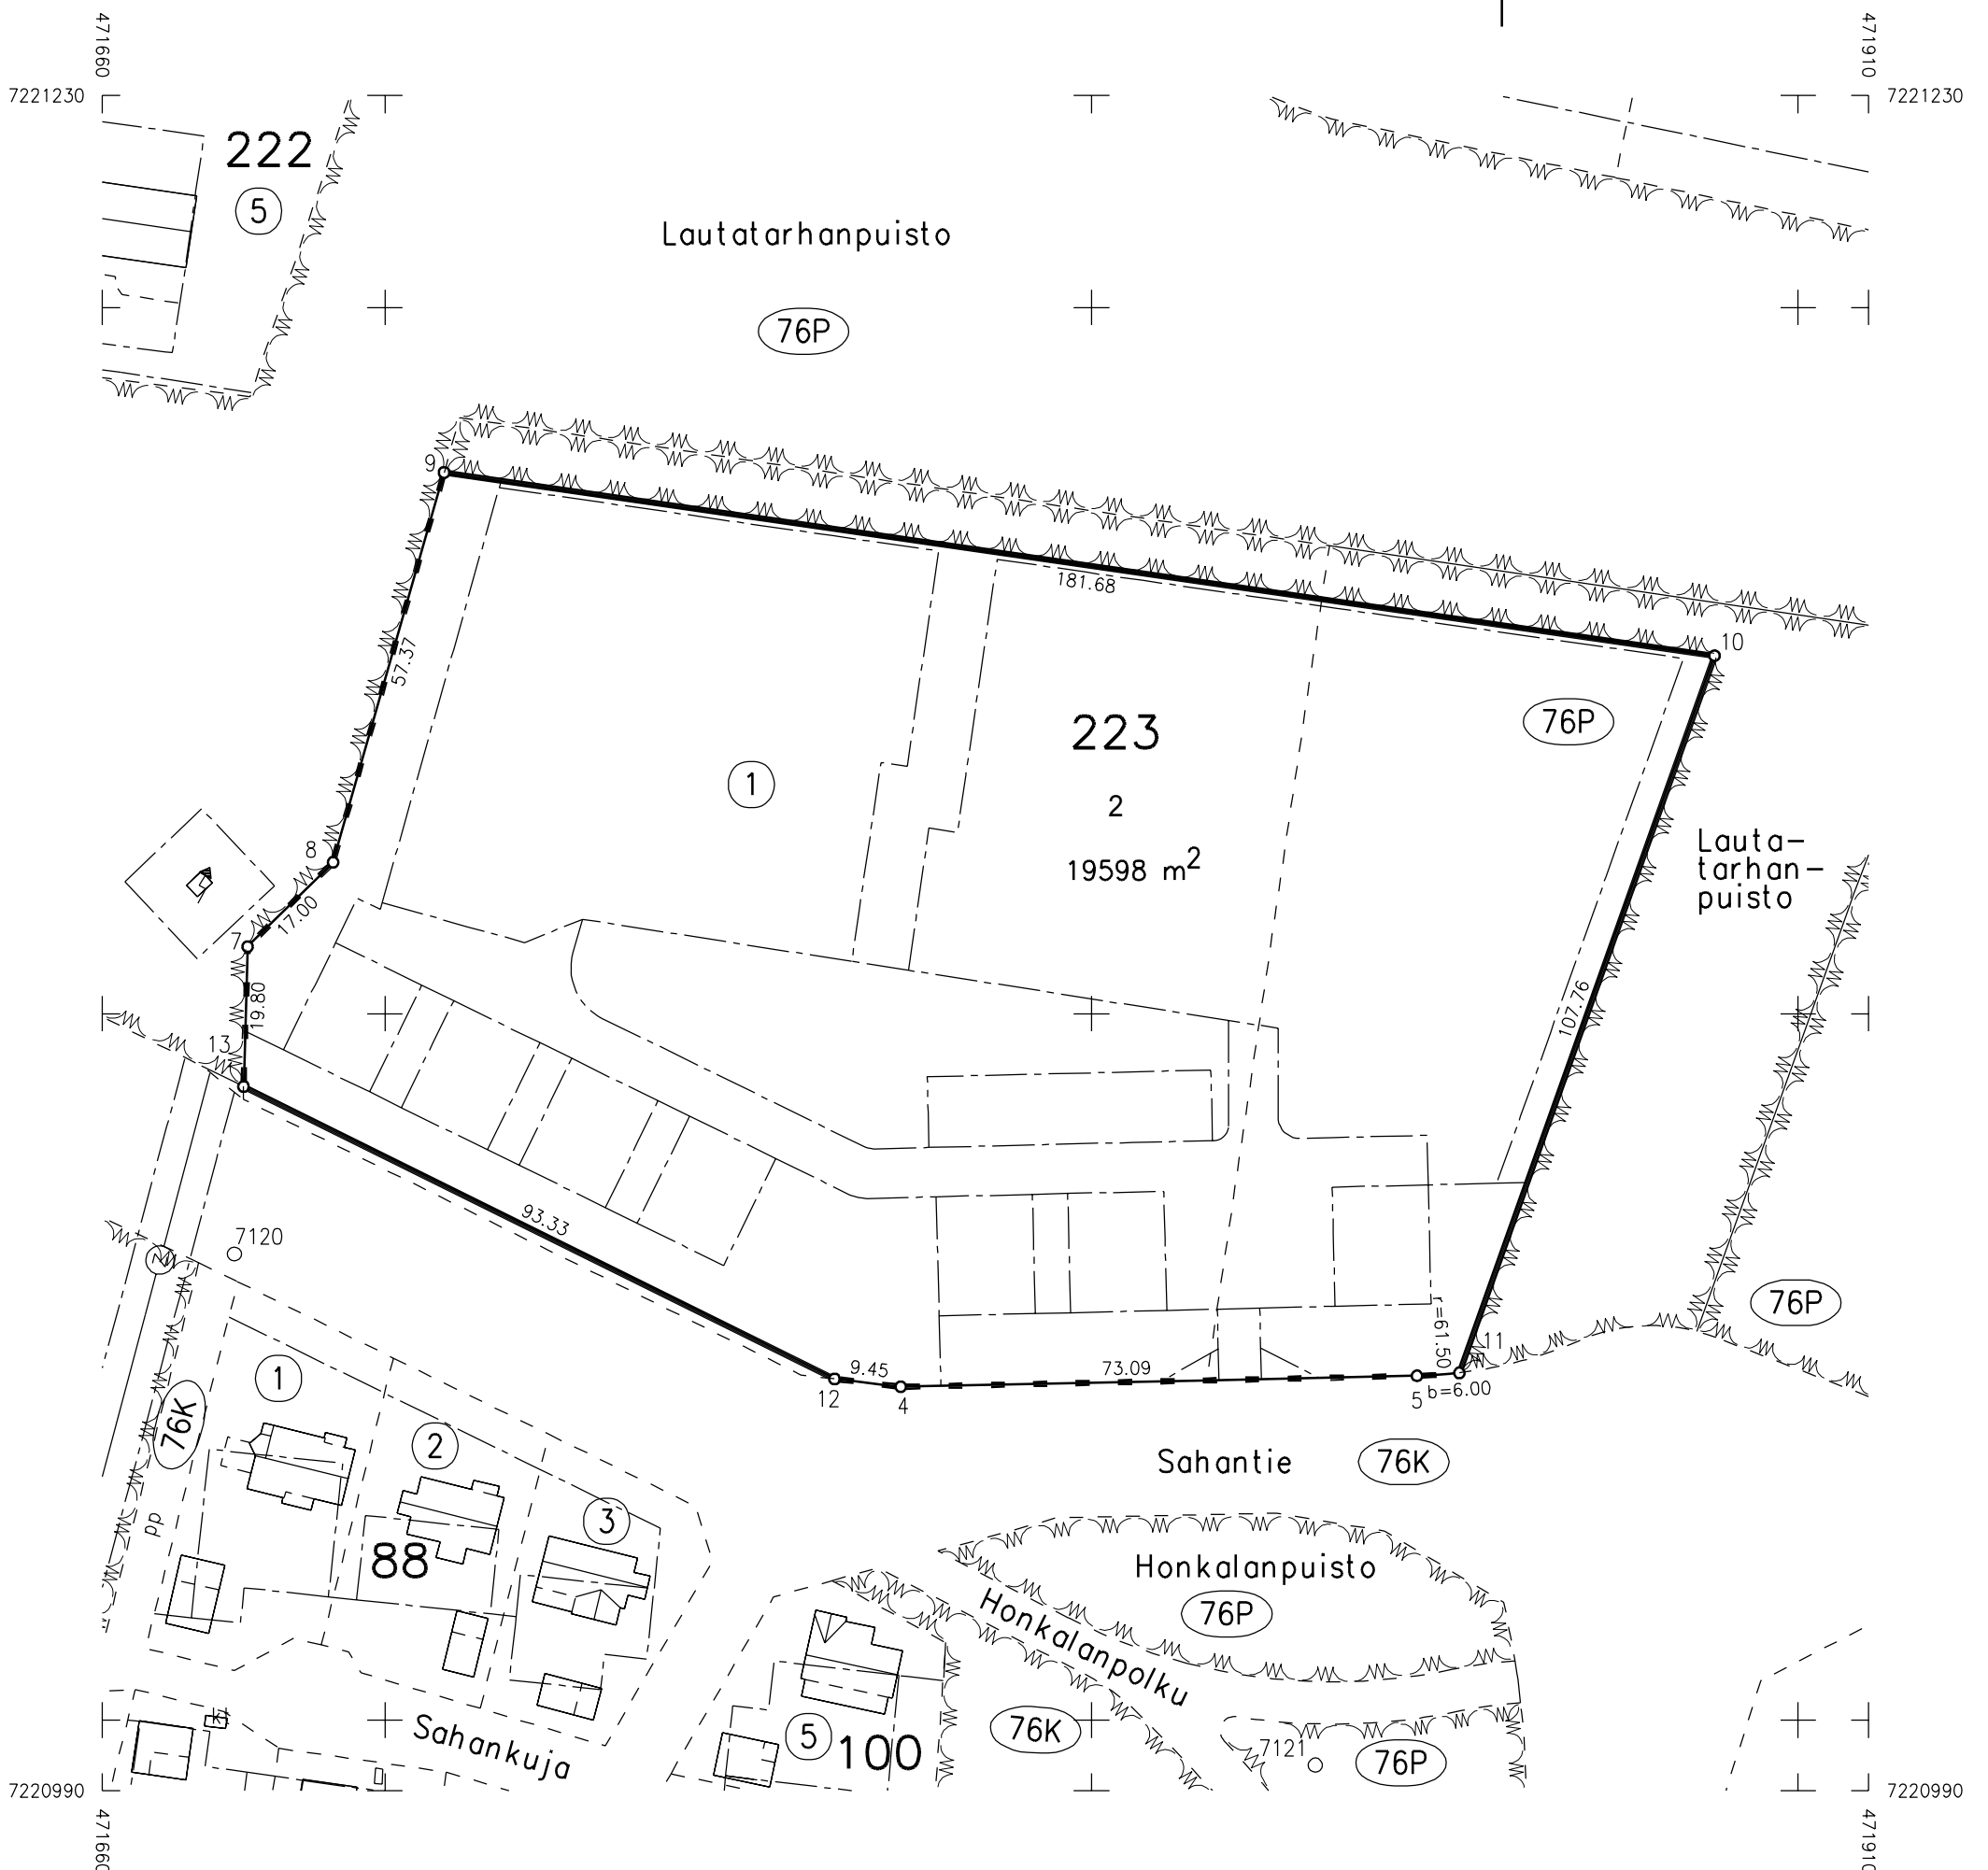 471660
471910
7221230
7221230
222
5
Lautatarhanpuisto
76P
9
181.68
10
57.37
223
76P
1
2
19598 m²
8
Lauta-
tarhan-
puisto
17.00
7
19.80
107.76
13
93.33
7120
76P
r=61.50
11
1
9.45
73.09
12
4
5
b=6.00
76K
2
Sahantie
76K
3
pp
88
Honkalanpuisto
76P
Honkalanpolku
Sahankuja
5
100
76K
7121
76P
7220990
7220990
471660
471910